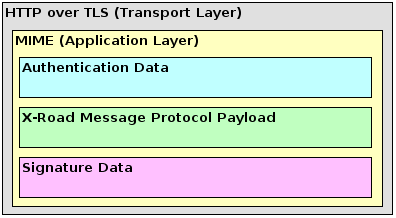 HTTP over TLS (Transport Layer)
MIME (Application Layer)
Authentication Data
X-Road Message Protocol Payload
Signature Data